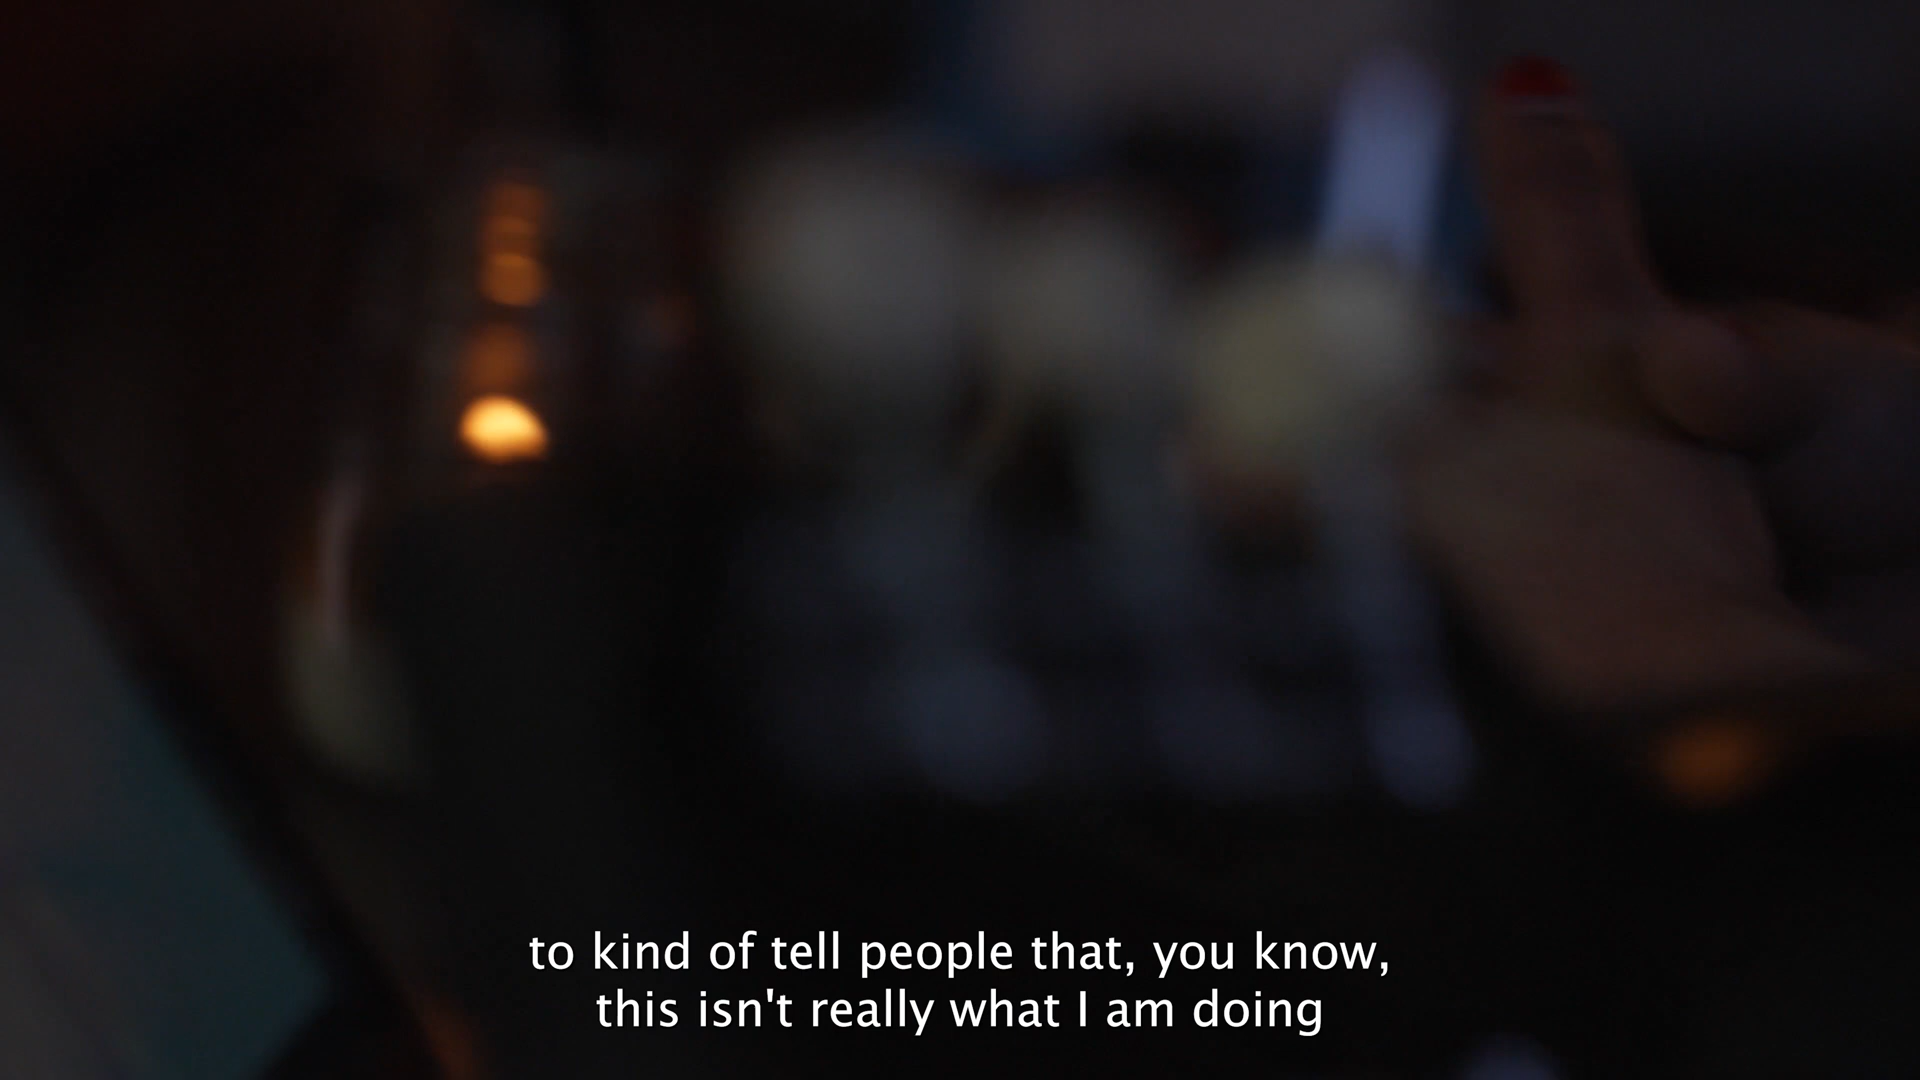 to kind of tell people that, you know,
this isn't really what I am doing